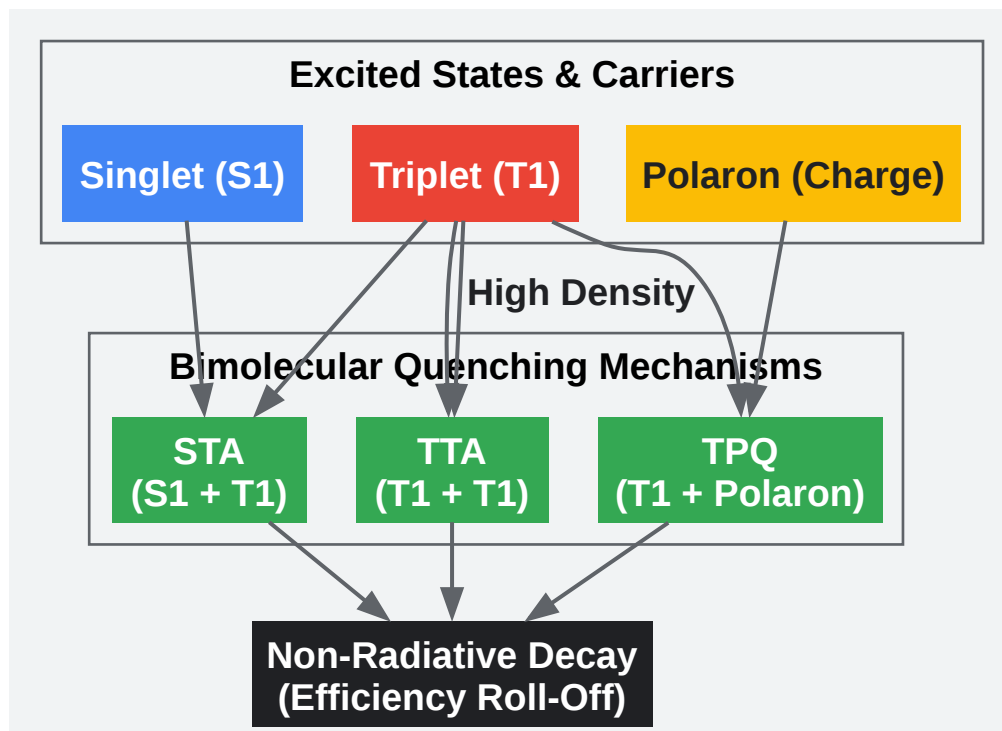 Excited States & Carriers
Singlet (S1)
Triplet (T1)
Polaron (Charge)
High Density
Bimolecular Quenching Mechanisms
STA
(S1 + T1)
TTA
(T1 + T1)
TPQ
(T1 + Polaron)
Non-Radiative Decay
(Efficiency Roll-Off)